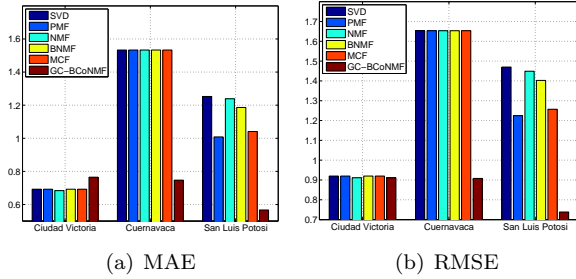 SVD
PMF
NMF
BNMF
MCF
GC-BCoNMF
1.6
1.4
1.2
1
0.8
0.6
Ciudad Victoria Cuernavaca San Luis Potosi
(a) MAE
SVD
PMF
NMF
BNMF
MCF
GC-BCoNMF
1.7
1.6
1.5
1.4
1.3
1.2
1.1
1
0.9
0.8
0.7
Ciudad Victoria Cuernavaca San Luis Potosi
(b) RMSE